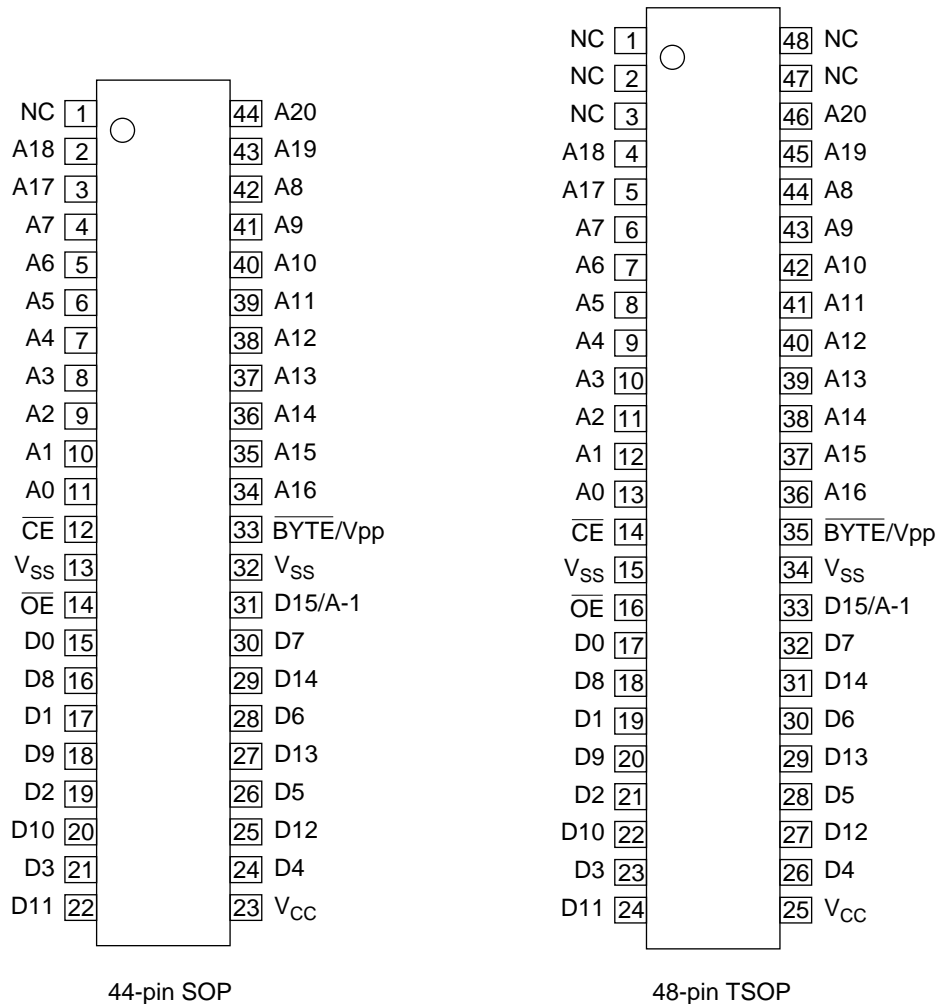 NC 1 44 A20
A18 2 43 A19
A17 3 42 A8
A7 4 41 A9
A6 5 40 A10
A5 6 39 A11
A4 7 38 A12
A3 8 37 A13
A2 9 36 A14
A1 10 35 A15
A0 11 34 A16
C̅E̅ 12 33 B̅Y̅T̅E̅/Vpp
VSS 13 32 VSS
O̅E̅ 14 31 D15/A-1
D0 15 30 D7
D8 16 29 D14
D1 17 28 D6
D9 18 27 D13
D2 19 26 D5
D10 20 25 D12
D3 21 24 D4
D11 22 23 VCC
44-pin SOP
NC 1 48 NC
NC 2 47 NC
NC 3 46 A20
A18 4 45 A19
A17 5 44 A8
A7 6 43 A9
A6 7 42 A10
A5 8 41 A11
A4 9 40 A12
A3 10 39 A13
A2 11 38 A14
A1 12 37 A15
A0 13 36 A16
C̅E̅ 14 35 B̅Y̅T̅E̅/Vpp
VSS 15 34 VSS
O̅E̅ 16 33 D15/A-1
D0 17 32 D7
D8 18 31 D14
D1 19 30 D6
D9 20 29 D13
D2 21 28 D5
D10 22 27 D12
D3 23 26 D4
D11 24 25 VCC
48-pin TSOP